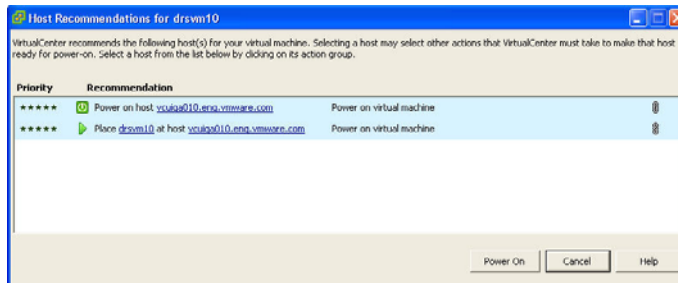 Host Recommendations for drsvm10
VirtualCenter recommends the following host(s) for your virtual machine. Selecting a host may select other actions that VirtualCenter must take to make that host
ready for power-on. Select a host from the list below by clicking on its action group.
Priority Recommendation
***** Power on host vcuiqa010.eng.vmware.com Power on virtual machine
***** Place drsvm10 at host vcuiqa010.eng.vmware.com Power on virtual machine
Power On Cancel Help